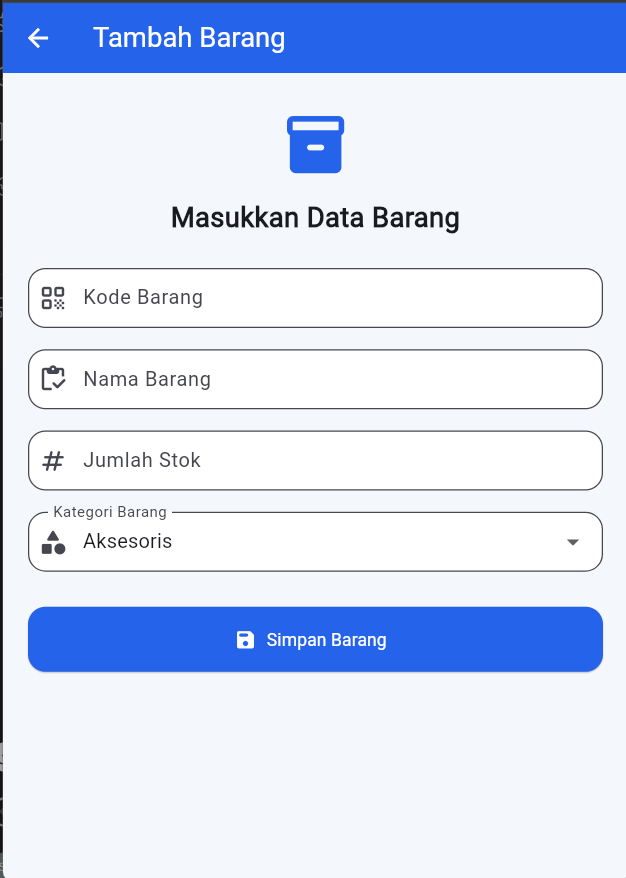 Tambah Barang
Masukkan Data Barang
Kode Barang
Nama Barang
Jumlah Stok
Kategori Barang
Aksesoris
Simpan Barang